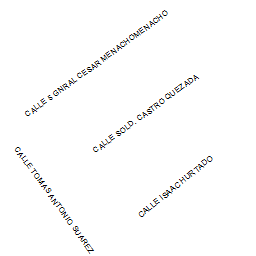 CALLE S GNRAL CESAR MENACHOMENACHO
CALLE SOLD. CASTRO QUEZADA
CALLE TOMAS ANTONIO SUAREZ
CALLE ISAAC HURTADO